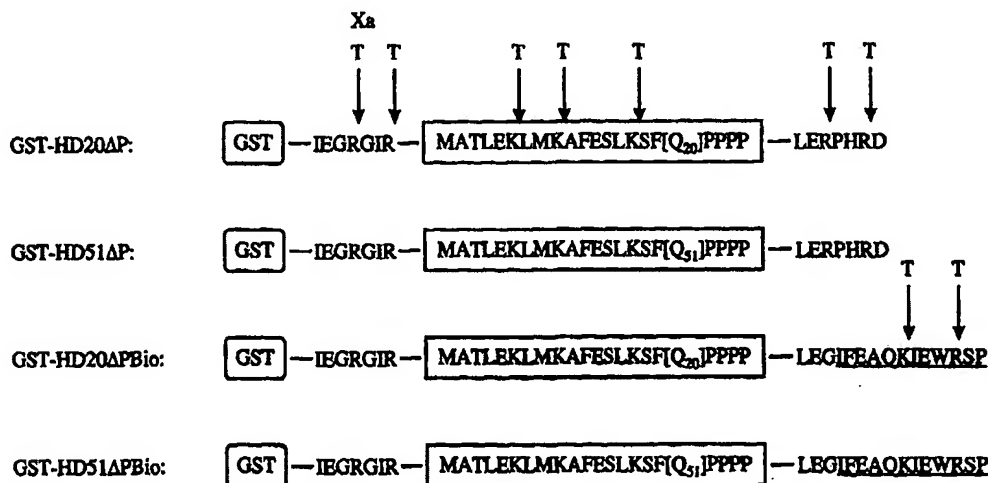 Xa
T T T T T T T
GST-HD20ΔP: GST IEGRGIR MATLEKLMKAFESLKSF[Q20]PPPP LERPHRD
GST-HD51ΔP: GST IEGRGIR MATLEKLMKAFESLKSF[Q51]PPPP LERPHRD
T T
GST-HD20ΔPBio: GST IEGRGIR MATLEKLMKAFESLKSF[Q20]PPPP LEGIFEAQKIEWRSP
GST-HD51ΔPBio: GST IEGRGIR MATLEKLMKAFESLKSF[Q51]PPPP LEGIFEAQKIEWRSP